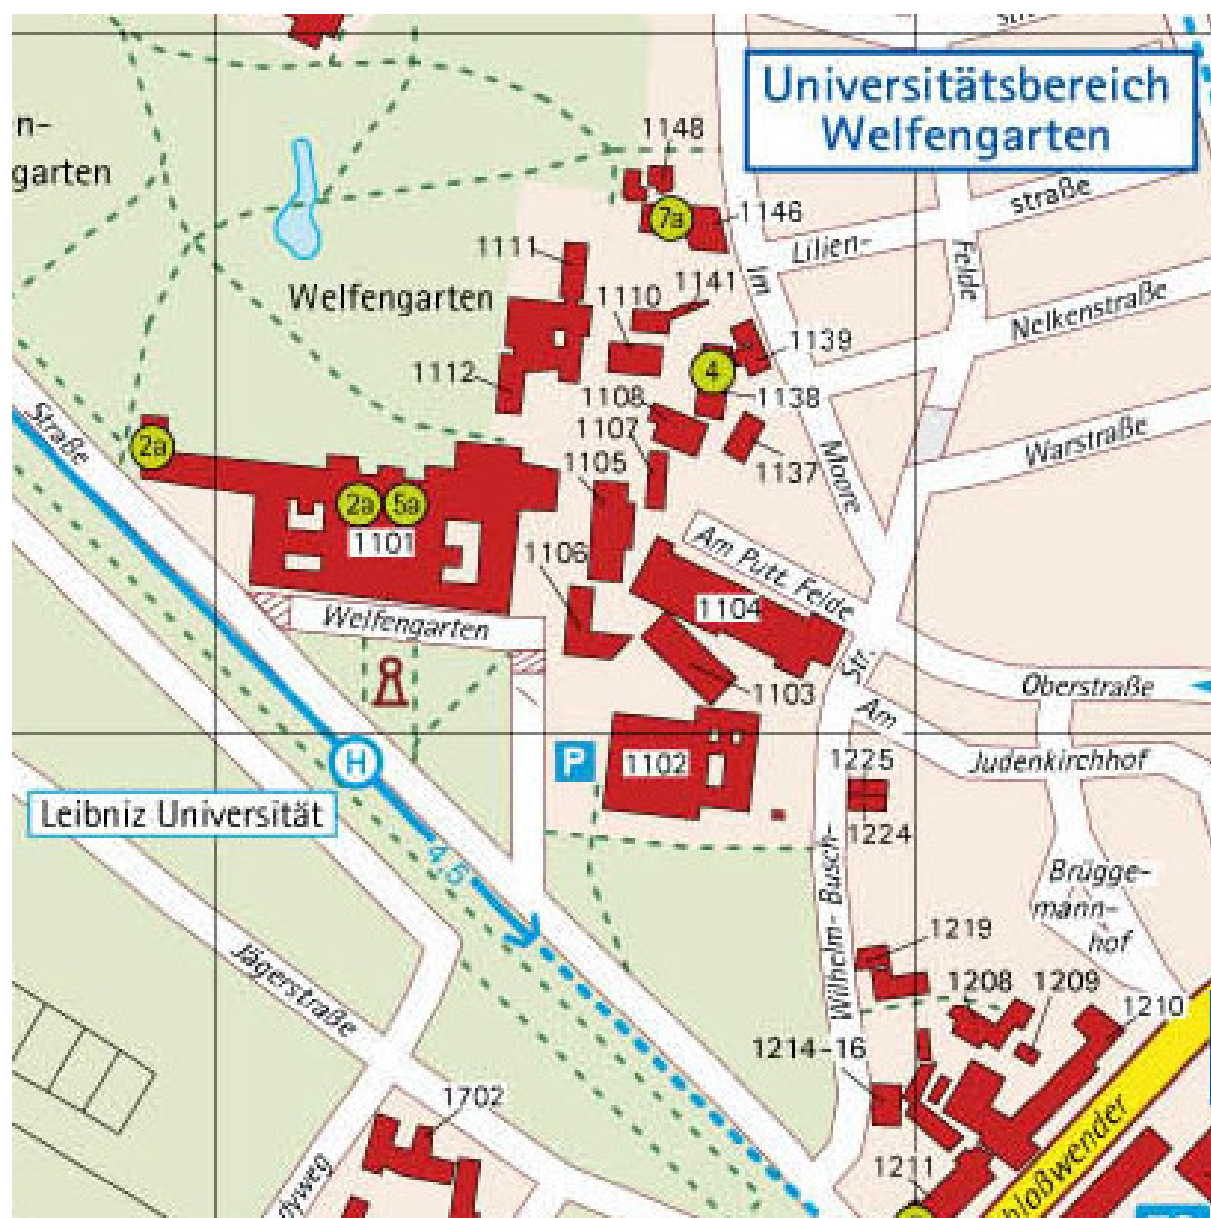 Universitätsbereich
Welfengarten
n-
garten
1148
straße
7a
1146
Lilien-
1111
Im
Felde
1141
Welfengarten
1110
Nelkenstraße
1139
1112
4
1108
1138
Straße
1107
Warstraße
2a
1105
1137
Moore
2a
5a
1101
1106
Am Putt. Felde
1104
Welfengarten
Str.
1103
Oberstraße
Am
H
P
1102
1225
Judenkirchhof
Leibniz Universität
1224
4,5
Wilhelm- Busch-
Brügge-
mann-
hof
1219
Jägerstraße
1208
1209
1210
1214-16
1702
1211
hloßwender
dyweg